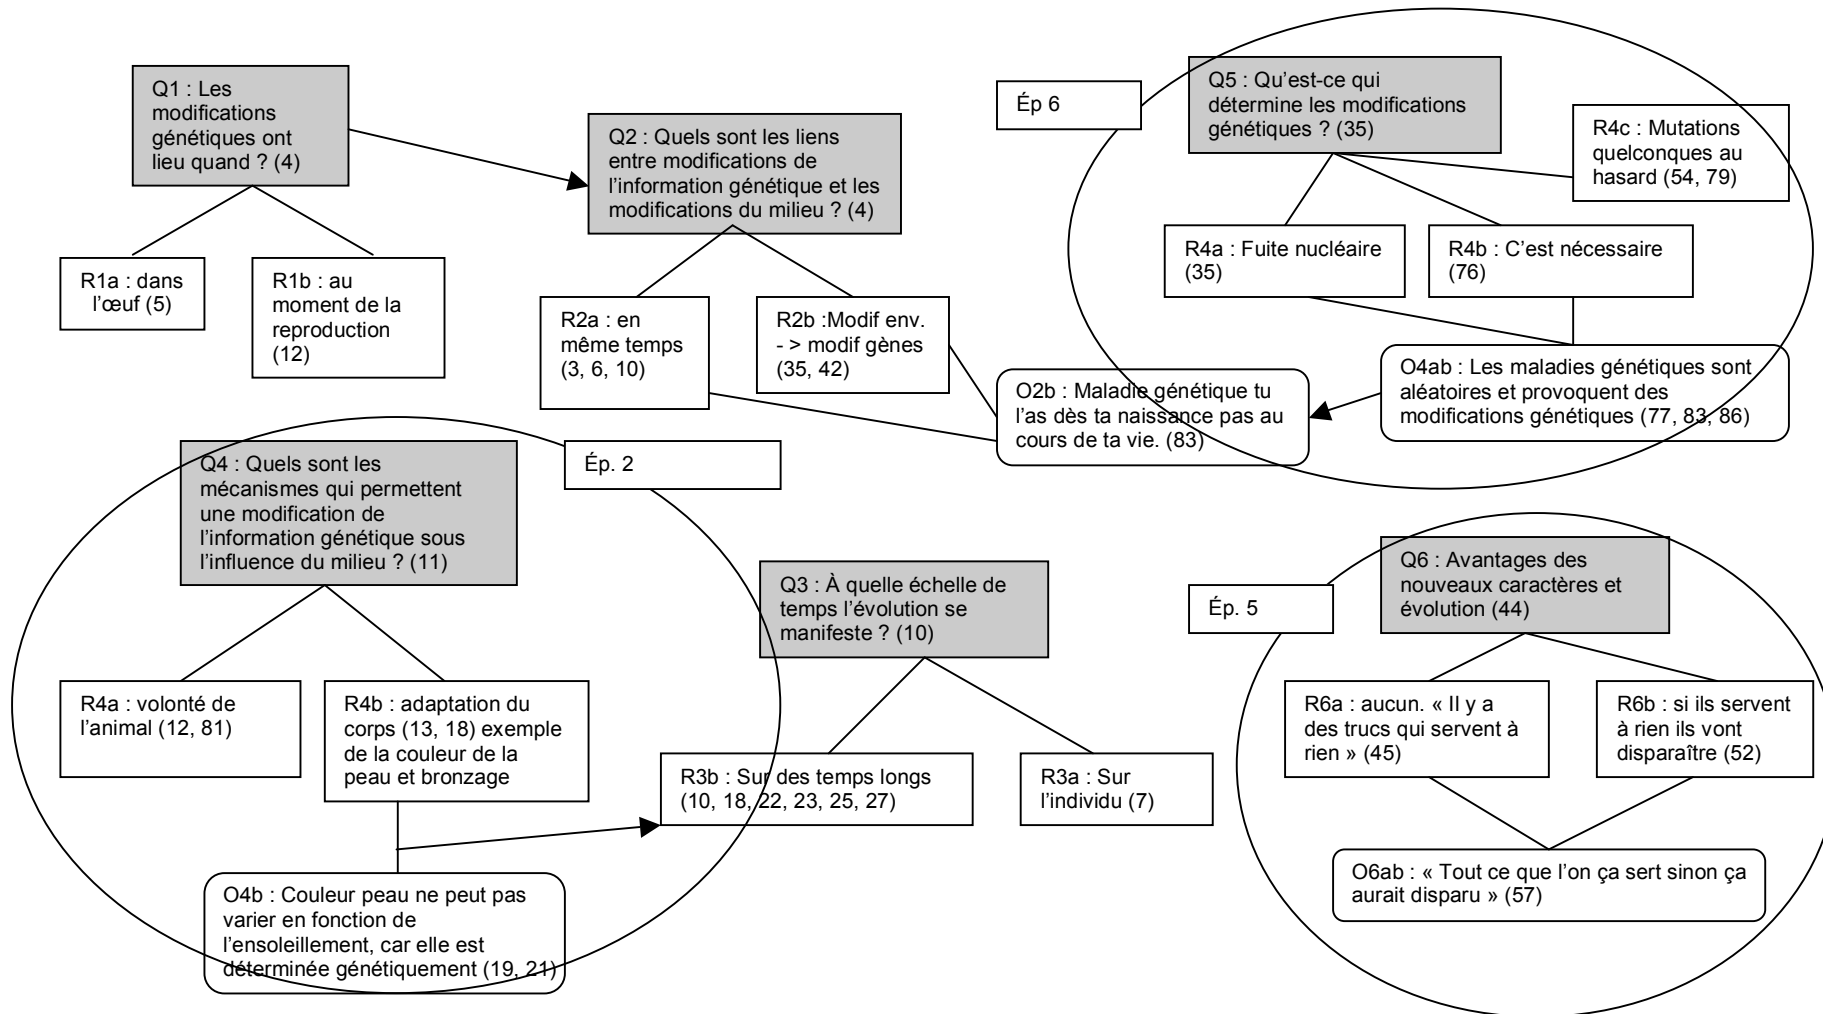 Q1 : Les
modifications
génétiques ont
lieu quand ? (4)
R1a : dans
l'œuf (5)
R1b : au
moment de la
reproduction
(12)
Q2 : Quels sont les liens
entre modifications de
l'information génétique et les
modifications du milieu ? (4)
R2a : en
même temps
(3, 6, 10)
R2b :Modif env.
- > modif gènes
(35, 42)
Ép 6
Q5 : Qu'est-ce qui
détermine les modifications
génétiques ? (35)
R4c : Mutations
quelconques au
hasard (54, 79)
R4a : Fuite nucléaire
(35)
R4b : C'est nécessaire
(76)
O2b : Maladie génétique tu
l'as dès ta naissance pas au
cours de ta vie. (83)
O4ab : Les maladies génétiques sont
aléatoires et provoquent des
modifications génétiques (77, 83, 86)
Ép. 2
Q4 : Quels sont les
mécanismes qui permettent
une modification de
l'information génétique sous
l'influence du milieu ? (11)
R4a : volonté de
l'animal (12, 81)
R4b : adaptation du
corps (13, 18) exemple
de la couleur de la
peau et bronzage
O4b : Couleur peau ne peut pas
varier en fonction de
l'ensoleillement, car elle est
déterminée génétiquement (19, 21)
Q3 : À quelle échelle de
temps l'évolution se
manifeste ? (10)
R3b : Sur des temps longs
(10, 18, 22, 23, 25, 27)
R3a : Sur
l'individu (7)
Ép. 5
Q6 : Avantages des
nouveaux caractères et
évolution (44)
R6a : aucun. « Il y a
des trucs qui servent à
rien » (45)
R6b : si ils servent
à rien ils vont
disparaître (52)
O6ab : « Tout ce que l'on ça sert sinon ça
aurait disparu » (57)